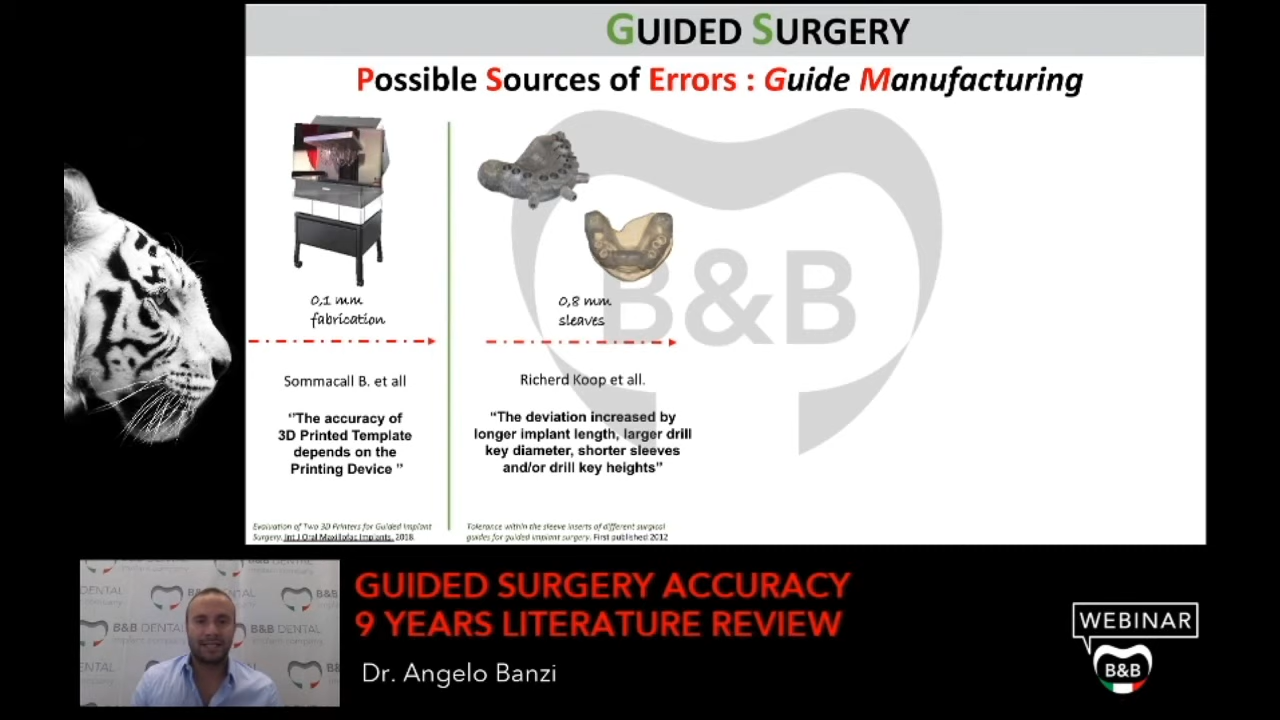 GUIDED SURGERY
Possible Sources of Errors : Guide Manufacturing
B&B
0,1 mm
fabrication
0,8 mm
sleaves
Sommacall B. et all
Richerd Koop et all.
"The accuracy of
3D Printed Template
depends on the
Printing Device ''
"The deviation increased by
longer implant length, larger drill
key diameter, shorter sleeves
and/or drill key heights"
Evaluation of Two 3D Printers for Guided Implant
Surgery. Int J Oral Maxillofac Implants. 2018.
Tolerance within the sleeve inserts of different surgical
guides for guided implant surgery. First published 2012
DENTAL
B&B DENTAL
B&B DENTAL
GUIDED SURGERY ACCURACY
9 YEARS LITERATURE REVIEW
Dr. Angelo Banzi
WEBINAR
B&B